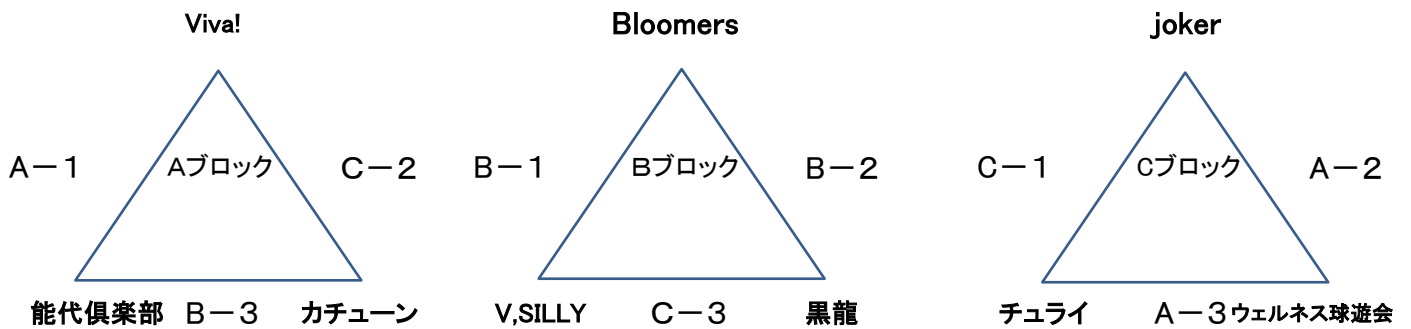 Viva! Bloomers joker
A－1 Aブロック C－2 B－1 Bブロック B－2 C－1 Cブロック A－2
能代倶楽部 B－3 カチューン V,SILLY C－3 黒龍 チュライ A－3 ウェルネス球遊会